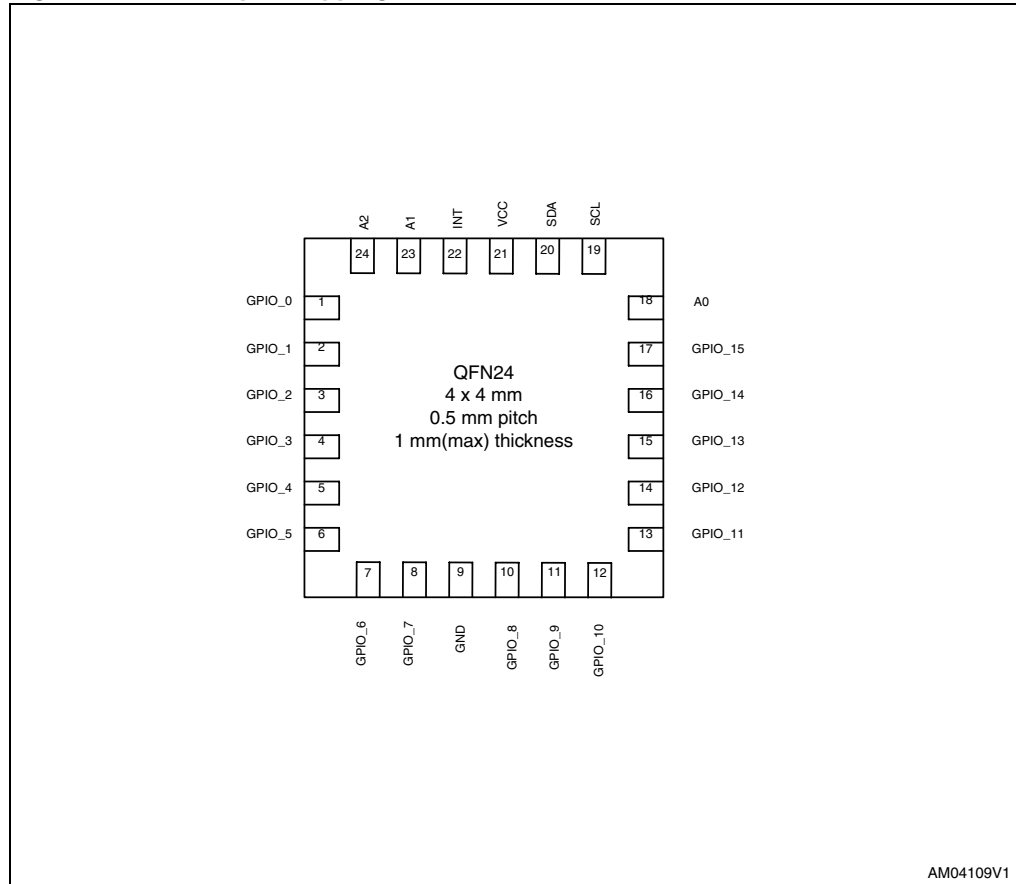 A2
A1
INT
VCC
SDA
SCL
24
23
22
21
20
19
GPIO_0 1
18 A0
GPIO_1 2
17 GPIO_15
GPIO_2 3
16 GPIO_14
GPIO_3 4
15 GPIO_13
GPIO_4 5
14 GPIO_12
GPIO_5 6
13 GPIO_11
QFN24
4 x 4 mm
0.5 mm pitch
1 mm(max) thickness
7
8
9
10
11
12
GPIO_6
GPIO_7
GND
GPIO_8
GPIO_9
GPIO_10
AM04109V1